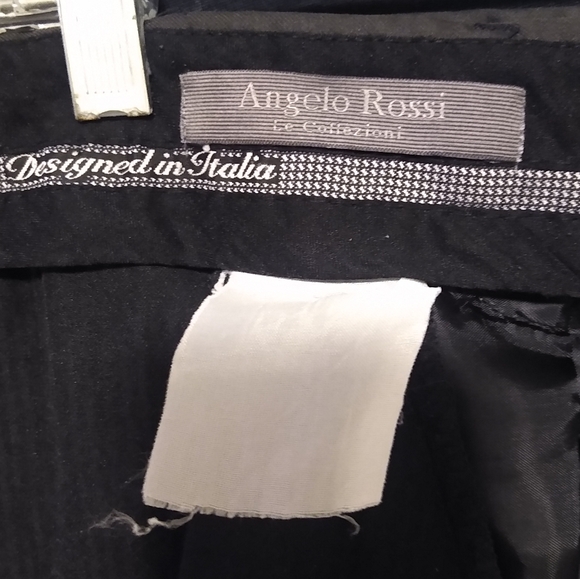 Angelo Rossi
Le Collezioni
Designed in Italia